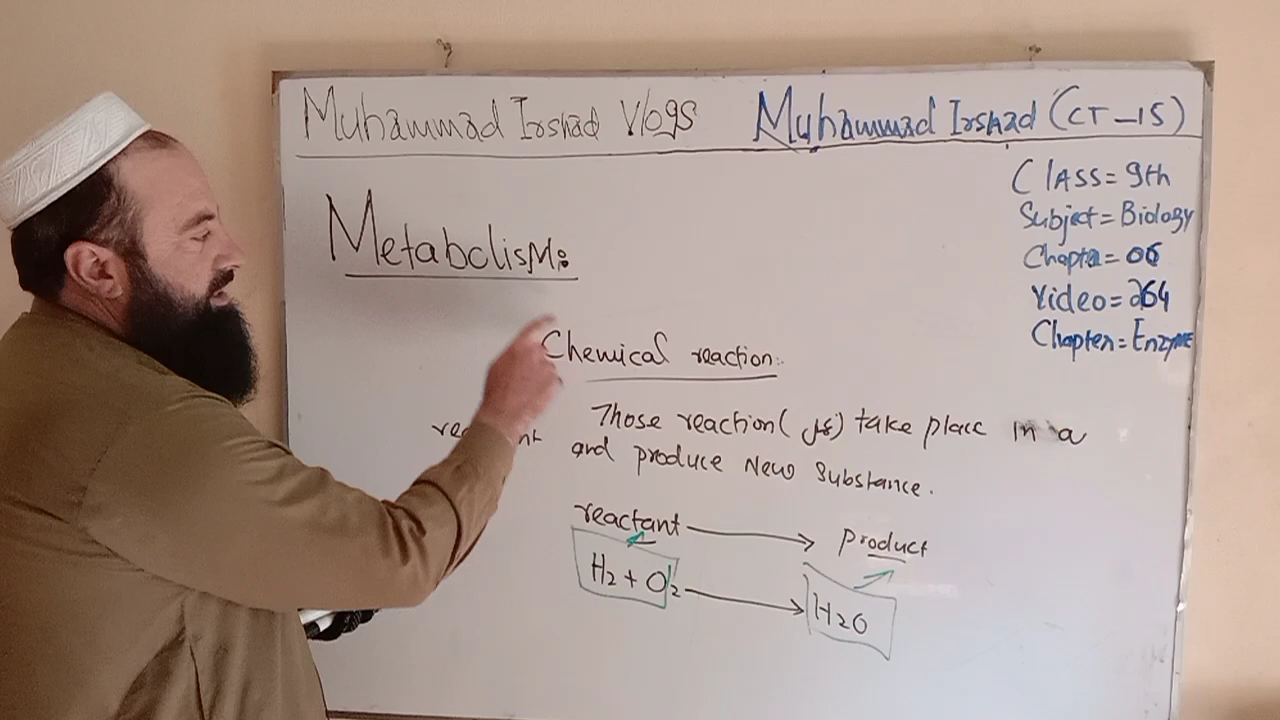 Muhammad Irshad Vlogs Muhammad Irshad (CT-15)
Class = 9th
Subject = Biology
Chapter = 06
Video = 264
Chapter = Enzyme
Metabolism:
Chemical reaction:
Those reaction ( ) take place in a
reactant and produce New Substance.
reactant → product
H2 + O2 → H2O